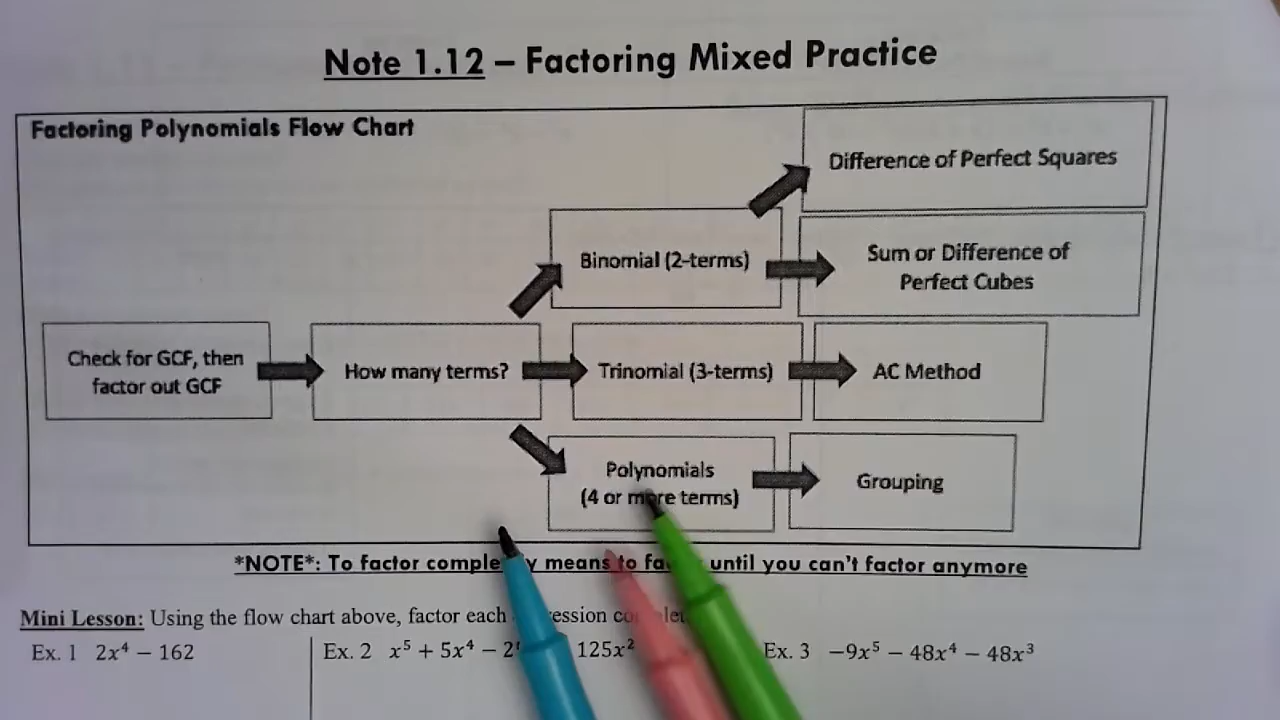 Note 1.12 – Factoring Mixed Practice
Factoring Polynomials Flow Chart
Difference of Perfect Squares
Binomial (2-terms)
Sum or Difference of
Perfect Cubes
Check for GCF, then
factor out GCF
How many terms?
Trinomial (3-terms)
AC Method
Polynomials
(4 or more terms)
Grouping
*NOTE*: To factor means to until you can't factor anymore
Mini Lesson: Using the flow chart above, factor each
Ex. 1 2x⁴ − 162
Ex. 2 x⁵ + 5x⁴ − 125x²
Ex. 3 −9x⁵ − 48x⁴ − 48x³